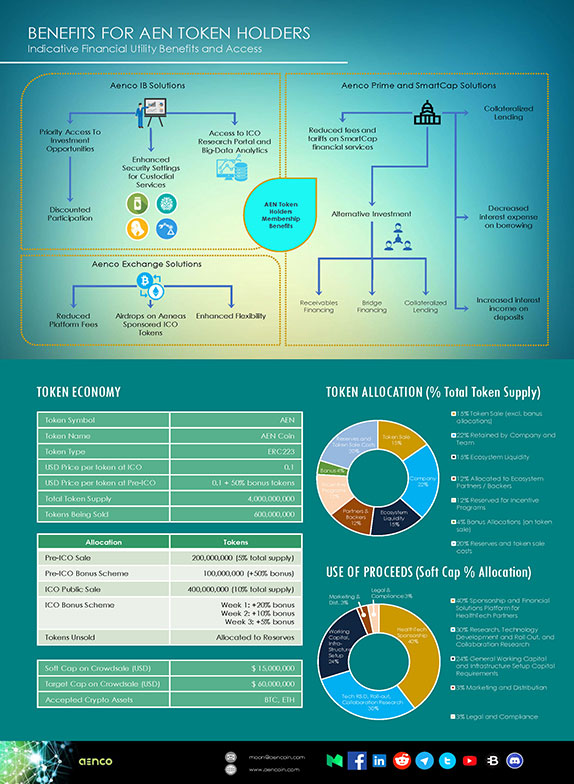 BENEFITS FOR AEN TOKEN HOLDERS
Indicative Financial Utility Benefits and Access
Aenco IB Solutions
Priority Access To
Investment
Opportunities
Discounted
Participation
Enhanced
Security Settings
for Custodial
Services
Access to ICO
Research Portal and
Big-Data Analytics
AEN Token
Holders
Membership
Benefits
Aenco Exchange Solutions
Reduced
Platform Fees
Airdrops on Aeneas
Sponsored ICO
Tokens
Enhanced Flexibility
Aenco Prime and SmartCap Solutions
Reduced fees and
tariffs on SmartCap
financial services
Collateralized
Lending
Alternative Investment
Decreased
interest expense
on borrowing
Receivables
Financing
Bridge
Financing
Collateralized
Lending
Increased interest
income on
deposits
TOKEN ECONOMY
Token Symbol AEN
Token Name AEN Coin
Token Type ERC223
USD Price per token at ICO 0.1
USD Price per token at Pre-ICO 0.1 + 50% bonus tokens
Total Token Supply 4,000,000,000
Tokens Being Sold 600,000,000
Allocation Tokens
Pre-ICO Sale 200,000,000 (5% total supply)
Pre-ICO Bonus Scheme 100,000,000 (+50% bonus)
ICO Public Sale 400,000,000 (10% total supply)
ICO Bonus Scheme Week 1: +20% bonus
Week 2: +10% bonus
Week 3: +5% bonus
Tokens Unsold Allocated to Reserves
Soft Cap on Crowdsale (USD) $ 15,000,000
Target Cap on Crowdsale (USD) $ 60,000,000
Accepted Crypto Assets BTC, ETH
TOKEN ALLOCATION (% Total Token Supply)
Reserves and
Token Sale Costs
20%
Token Sale
15%
Company
22%
Ecosystem
Liquidity
15%
Partners &
Backers
12%
Bonus 4%
15% Token Sale (excl. bonus
allocations)
22% Retained by Company and
Team
15% Ecosystem Liquidity
12% Allocated to Ecosystem
Partners / Backers
12% Reserved for Incentive
Programs
4% Bonus Allocations (on token
sale)
20% Reserves and token sale
costs
USE OF PROCEEDS (Soft Cap % Allocation)
Marketing &
Dist. 3%
Legal &
Compliance 3%
HealthTech
Sponsorship
40%
Working
Capital,
Infra-
Structure
Setup
24%
Tech R&D, Roll-out,
Collaboration Research
30%
40% Sponsorship and Financial
Solutions Platform for
HealthTech Partners
30% Research, Technology
Development and Roll-Out, and
Collaboration Research
24% General Working Capital
and Infrastructure Setup Capital
Requirements
3% Marketing and Distribution
3% Legal and Compliance
aenco
moon@aencoin.com
www.aencoin.com